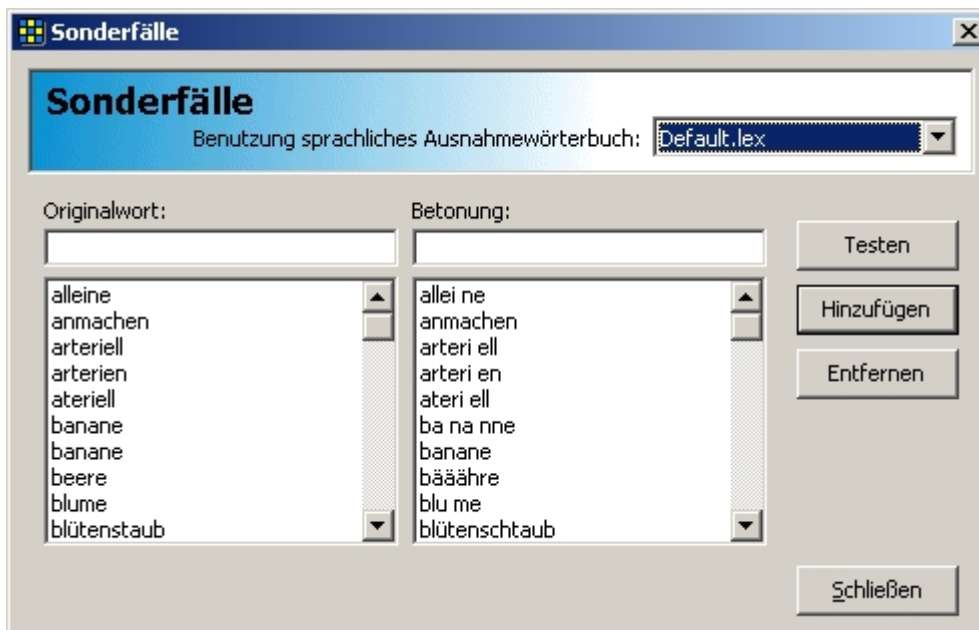 Sonderfälle
Sonderfälle
Benutzung sprachliches Ausnahmewörterbuch: Default.lex
Originalwort:
alleine
anmachen
arteriell
arterien
ateriell
banane
banane
beere
blume
blütenstaub
Betonung:
allei ne
anmachen
arteri ell
arteri en
ateri ell
ba na nne
banane
bääähre
blu me
blütenschtaub
Testen
Hinzufügen
Entfernen
Schließen